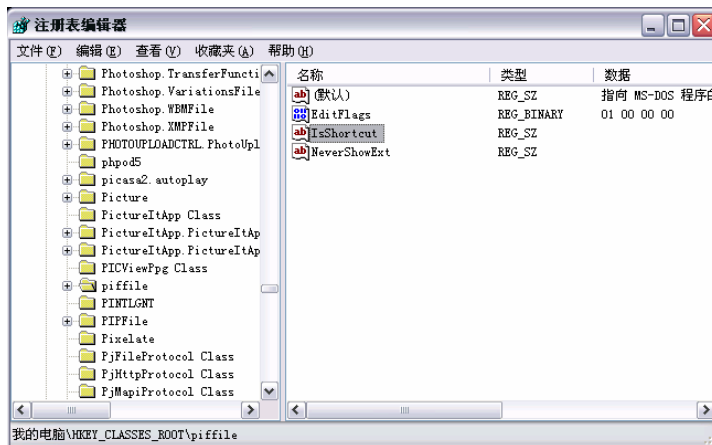 注册表编辑器
文件(F) 编辑(E) 查看(V) 收藏夹(A) 帮助(H)
Photoshop.TransferFuncti
Photoshop.VariationsFile
Photoshop.WBMFile
Photoshop.XMPFile
PHOTOUPLOADCTRL.PhotoUpl
phpod5
picasa2.autoplay
Picture
PictureItApp Class
PictureItApp.PictureItAp
PictureItApp.PictureItAp
PICViewPpg Class
piffile
PINTLGNT
PIPFile
Pixelate
PjFileProtocol Class
PjHttpProtocol Class
PjMapiProtocol Class
名称 类型 数据
(默认) REG_SZ 指向 MS-DOS 程序的
EditFlags REG_BINARY 01 00 00 00
IsShortcut REG_SZ
NeverShowExt REG_SZ
我的电脑\HKEY_CLASSES_ROOT\piffile